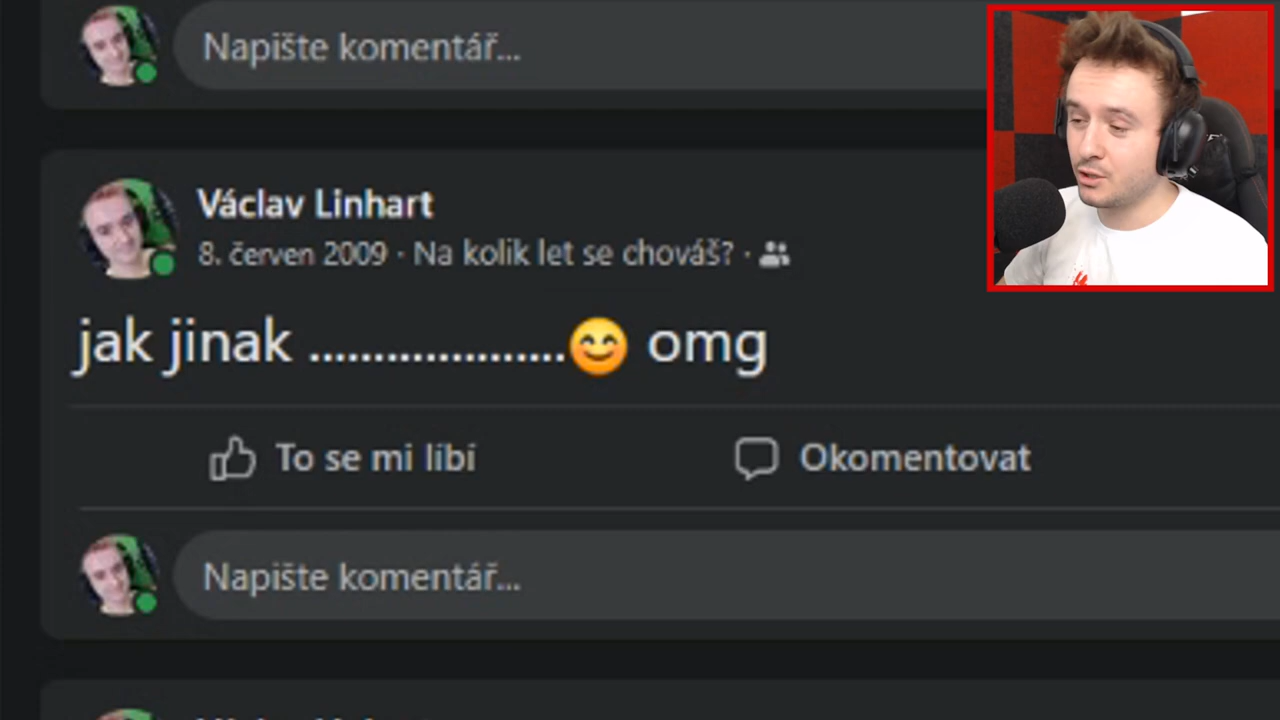 Napište komentář...
Václav Linhart
8. červen 2009 · Na kolik let se chováš? ·
jak jinak ....................😊 omg
To se mi líbí
Okomentovat
Napište komentář...